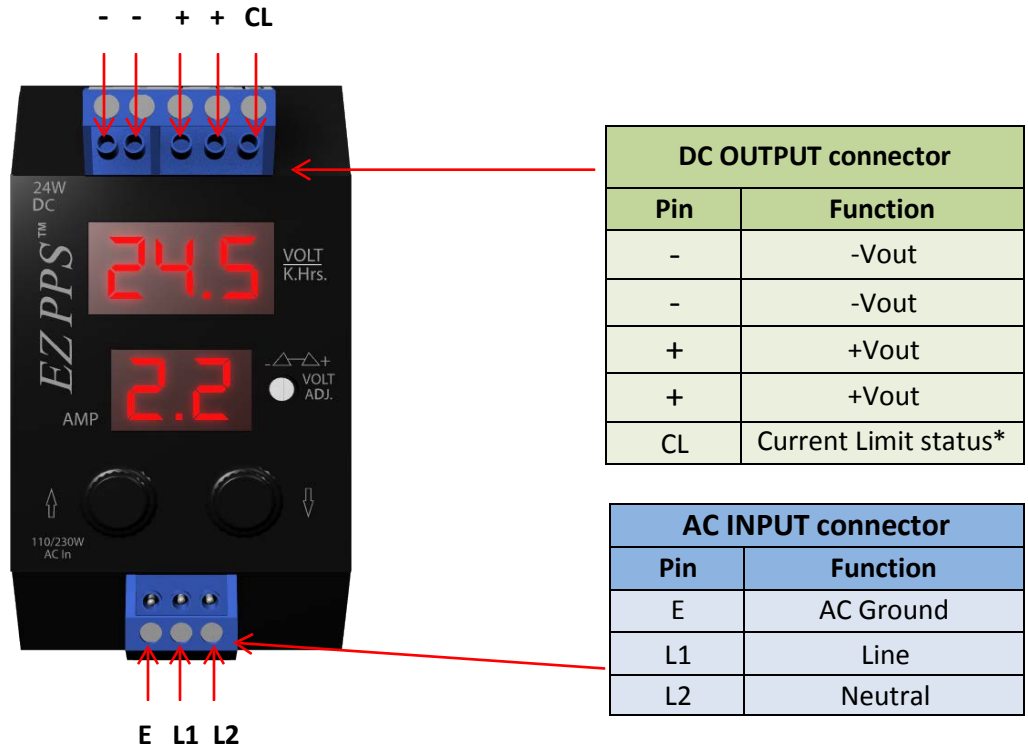 - - + + CL
24W
DC
EZ PPS™
24.5
VOLT
K.Hrs.
2.2
AMP
- +
VOLT
ADJ.
110/230W
AC In
E L1 L2
DC OUTPUT connector
Pin Function
- -Vout
- -Vout
+ +Vout
+ +Vout
CL Current Limit status*
AC INPUT connector
Pin Function
E AC Ground
L1 Line
L2 Neutral